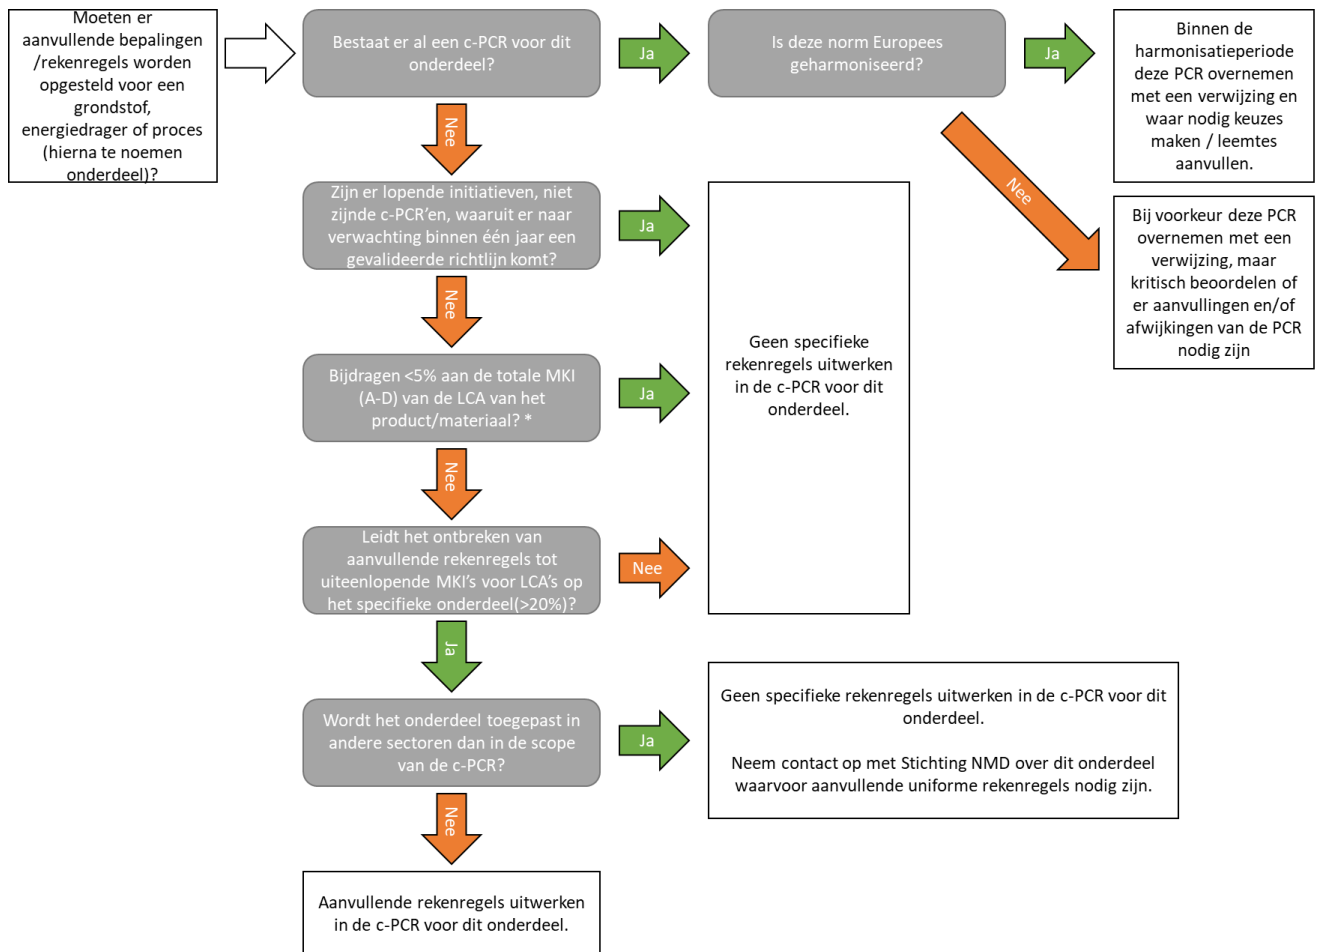 Moeten er
aanvullende bepalingen
/rekenregels worden
opgesteld voor een
grondstof,
energiedrager of proces
(hierna te noemen
onderdeel)?
Bestaat er al een c-PCR voor dit
onderdeel?
Ja
Is deze norm Europees
geharmoniseerd?
Ja
Binnen de
harmonisatieperiode
deze PCR overnemen
met een verwijzing en
waar nodig keuzes
maken / leemtes
aanvullen.
Nee
Nee
Bij voorkeur deze PCR
overnemen met een
verwijzing, maar
kritisch beoordelen of
er aanvullingen en/of
afwijkingen van de PCR
nodig zijn
Zijn er lopende initiatieven, niet
zijnde c-PCR’en, waaruit er naar
verwachting binnen één jaar een
gevalideerde richtlijn komt?
Ja
Nee
Geen specifieke
rekenregels uitwerken
in de c-PCR voor dit
onderdeel.
Bijdragen <5% aan de totale MKI
(A-D) van de LCA van het
product/materiaal? *
Ja
Nee
Leidt het ontbreken van
aanvullende rekenregels tot
uiteenlopende MKI’s voor LCA’s op
het specifieke onderdeel(>20%)?
Nee
Ja
Wordt het onderdeel toegepast in
andere sectoren dan in de scope
van de c-PCR?
Ja
Geen specifieke rekenregels uitwerken in de c-PCR voor dit
onderdeel.
Neem contact op met Stichting NMD over dit onderdeel
waarvoor aanvullende uniforme rekenregels nodig zijn.
Nee
Aanvullende rekenregels uitwerken
in de c-PCR voor dit onderdeel.